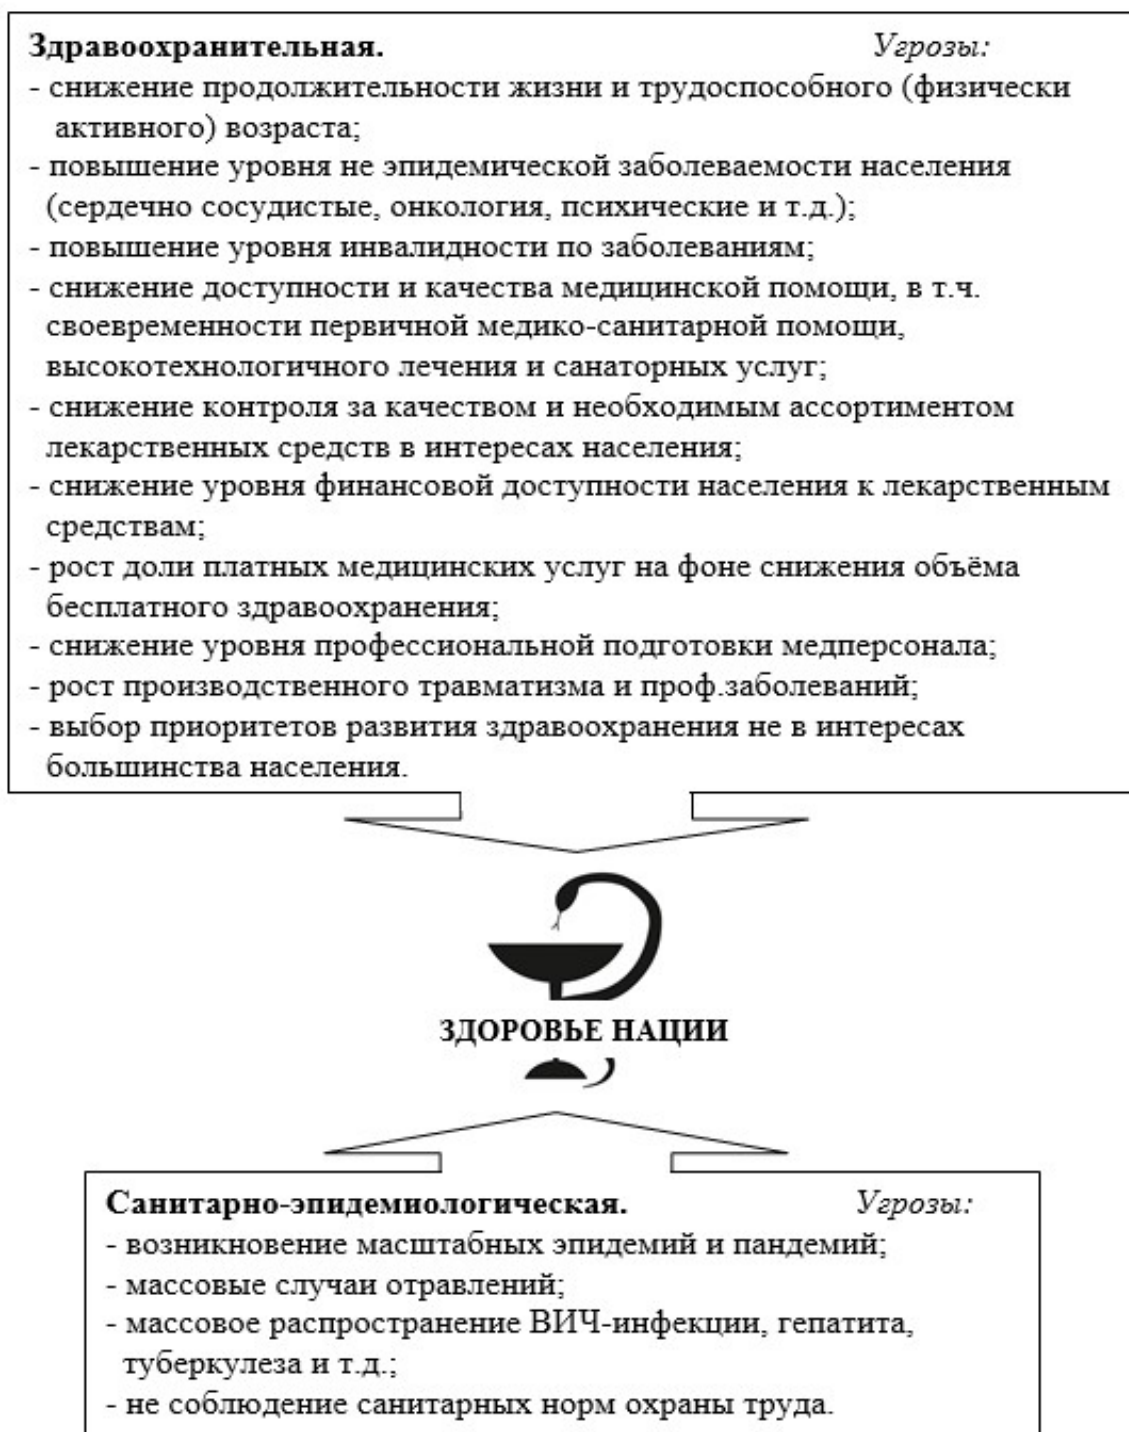 Здравоохранительная. Угрозы:
- снижение продолжительности жизни и трудоспособного (физически
активного) возраста;
- повышение уровня не эпидемической заболеваемости населения
(сердечно сосудистые, онкология, психические и т.д.);
- повышение уровня инвалидности по заболеваниям;
- снижение доступности и качества медицинской помощи, в т.ч.
своевременности первичной медико-санитарной помощи,
высокотехнологичного лечения и санаторных услуг;
- снижение контроля за качеством и необходимым ассортиментом
лекарственных средств в интересах населения;
- снижение уровня финансовой доступности населения к лекарственным
средствам;
- рост доли платных медицинских услуг на фоне снижения объёма
бесплатного здравоохранения;
- снижение уровня профессиональной подготовки медперсонала;
- рост производственного травматизма и проф.заболеваний;
- выбор приоритетов развития здравоохранения не в интересах
большинства населения.
ЗДОРОВЬЕ НАЦИИ
Санитарно-эпидемиологическая. Угрозы:
- возникновение масштабных эпидемий и пандемий;
- массовые случаи отравлений;
- массовое распространение ВИЧ-инфекции, гепатита,
туберкулеза и т.д.;
- не соблюдение санитарных норм охраны труда.